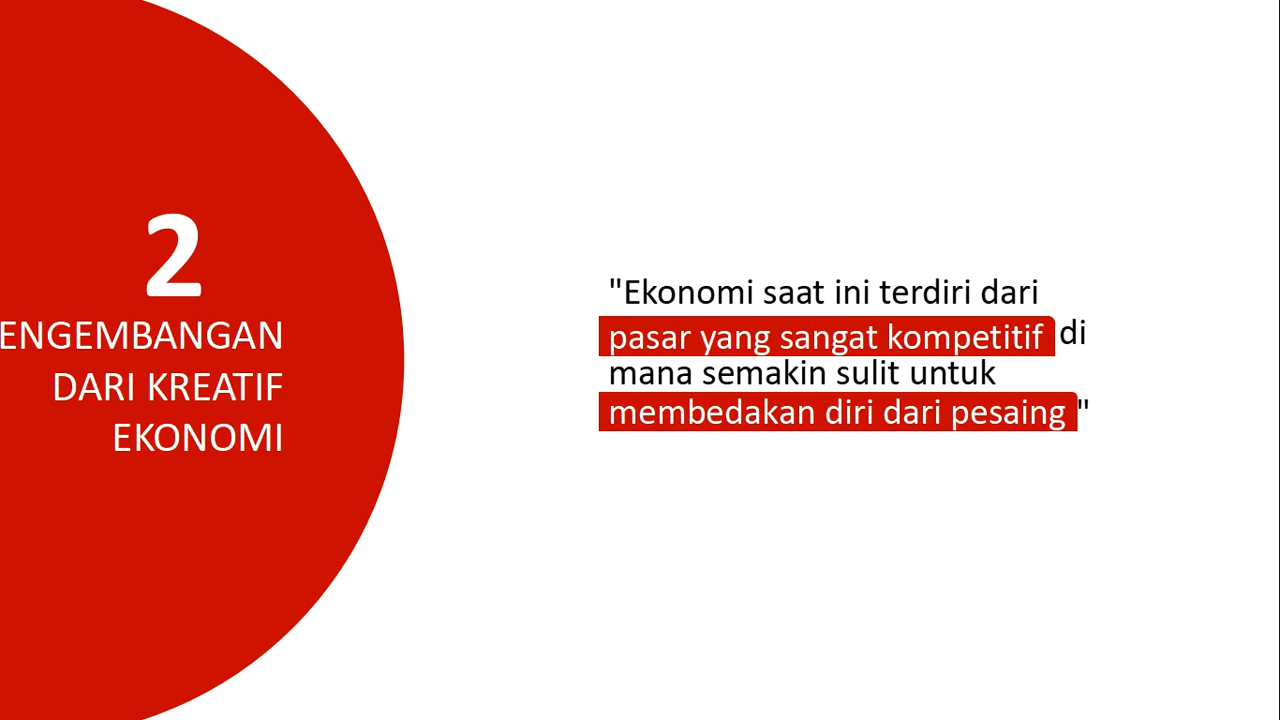 2
ENGEMBANGAN
DARI KREATIF
EKONOMI
"Ekonomi saat ini terdiri dari
pasar yang sangat kompetitif di
mana semakin sulit untuk
membedakan diri dari pesaing "